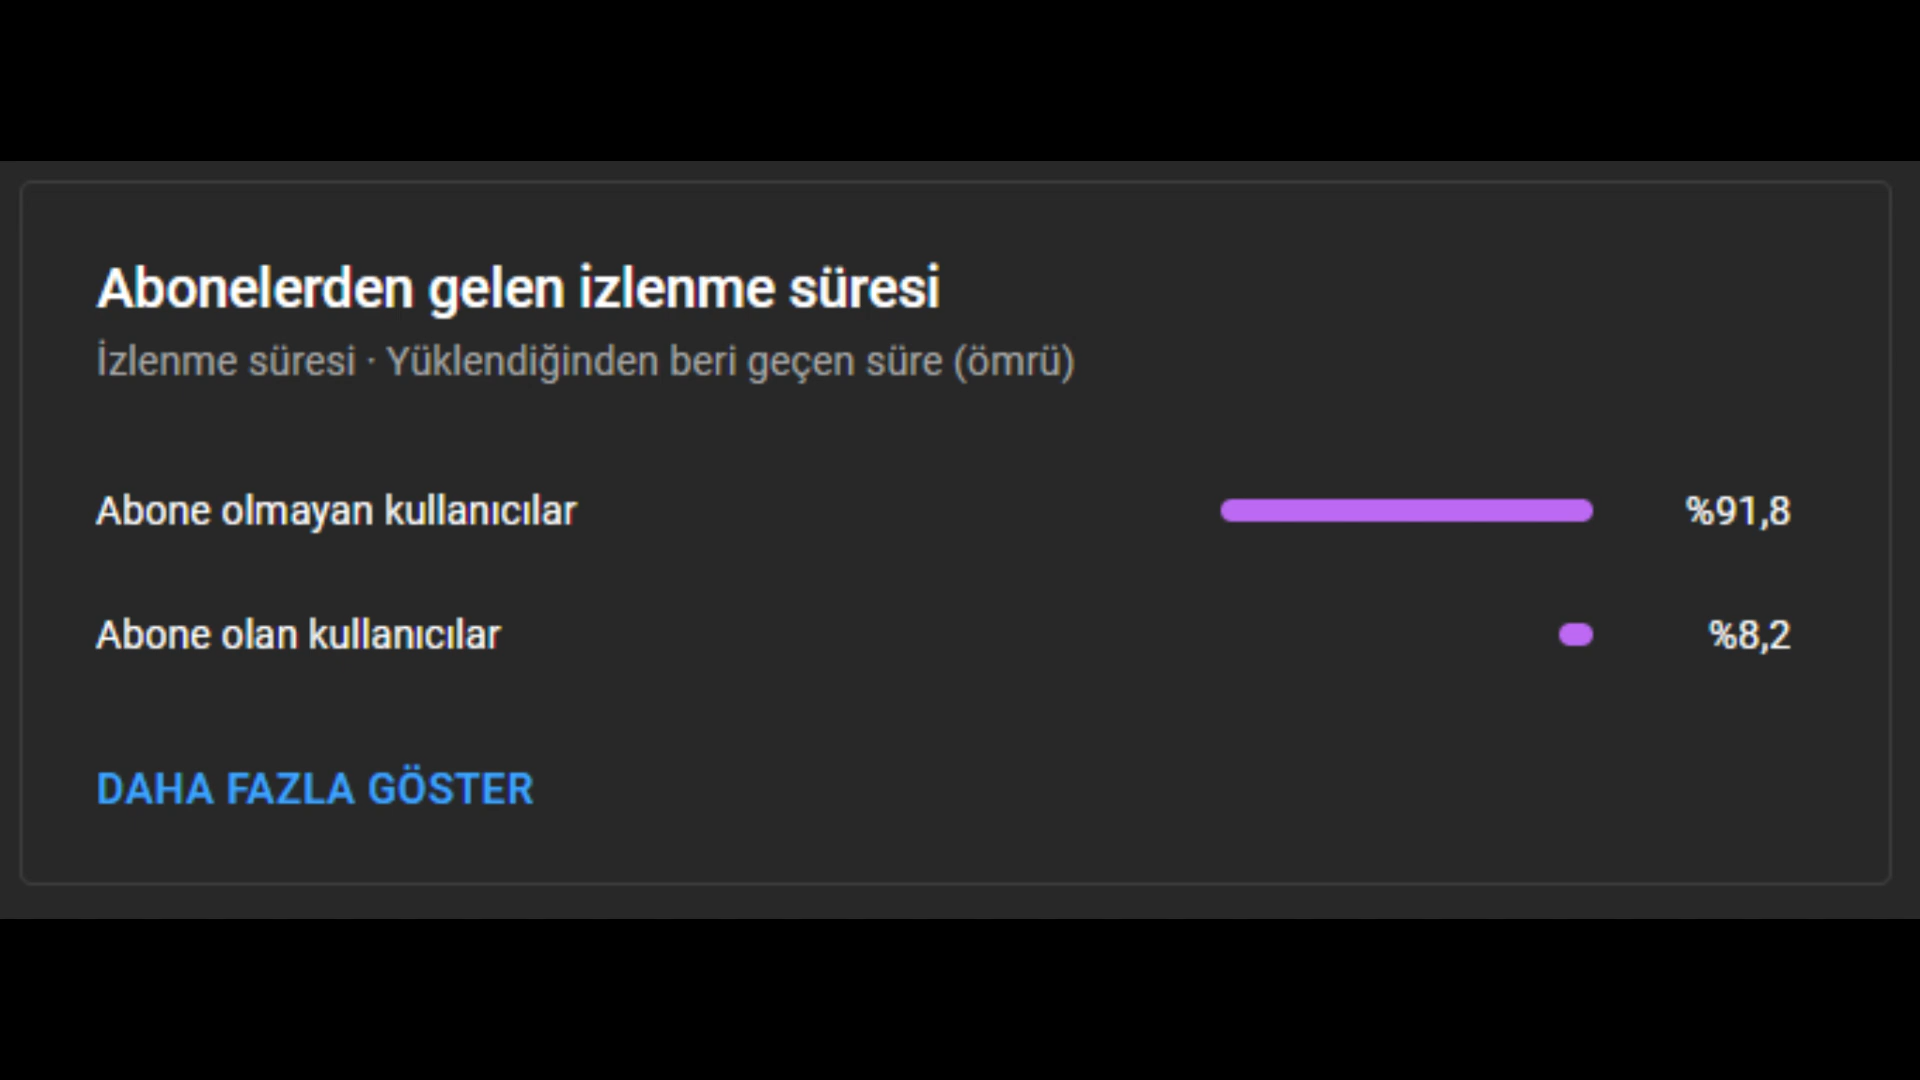 Abonelerden gelen izlenme süresi
İzlenme süresi · Yüklendiğinden beri geçen süre (ömrü)
Abone olmayan kullanıcılar %91,8
Abone olan kullanıcılar %8,2
DAHA FAZLA GÖSTER